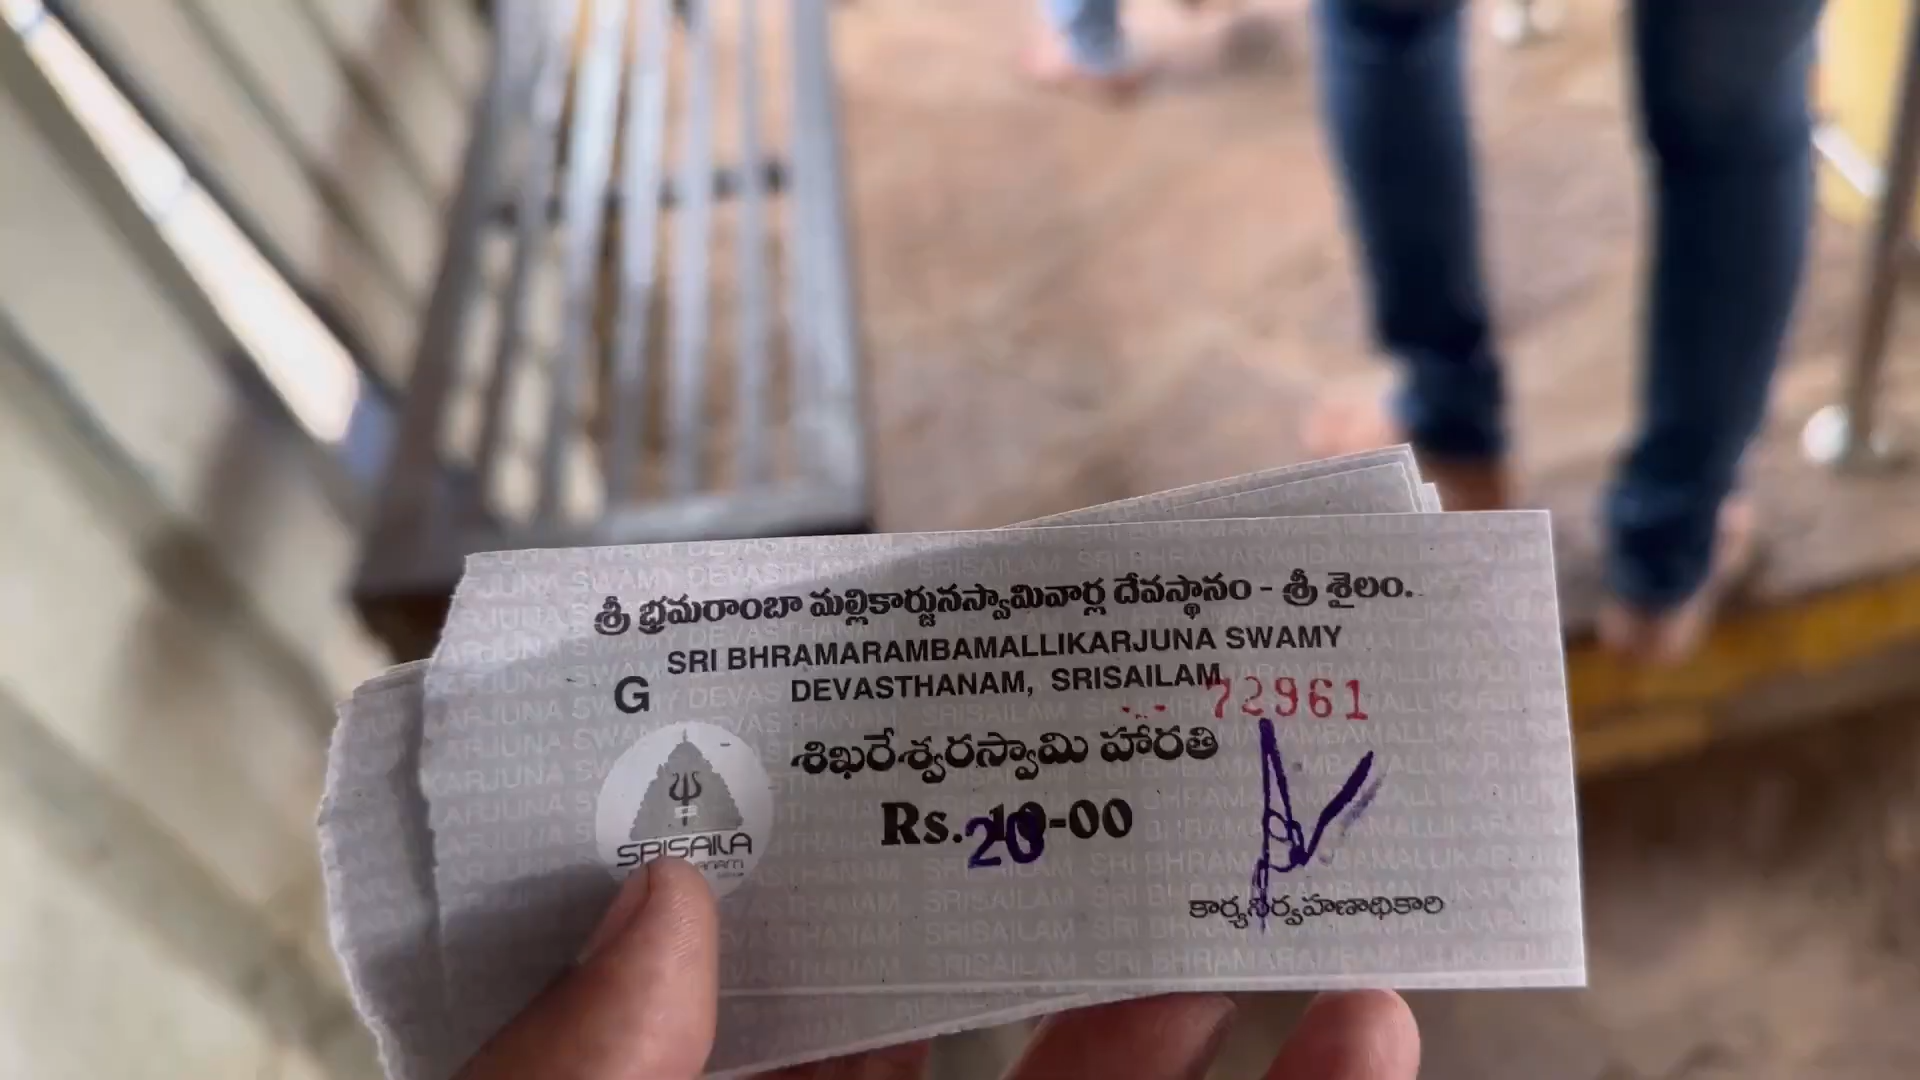 శ్రీ భ్రమరాంబా మల్లికార్జునస్వామివార్ల దేవస్థానం - శ్రీ శైలం.
SRI BHRAMARAMBAMALLIKARJUNA SWAMY
G DEVASTHANAM, SRISAILAM
72961
శిఖరేశ్వరస్వామి హారతి
Rs. 20-00
SRISAILA
కార్యనిర్వహణాధికారి